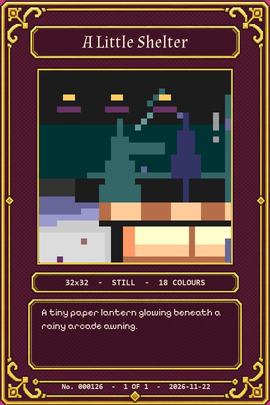 A Little Shelter
32x32 - STILL - 18 COLOURS
A tiny paper lantern glowing beneath a
rainy arcade awning.
No. 000126 - 1 OF 1 - 2026-11-22